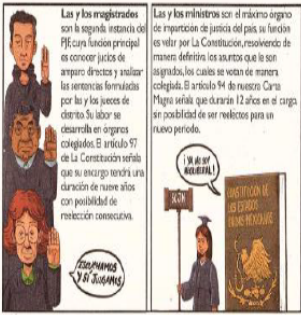 Las y los magistrados
son la segunda instancia del
PJF, cuya función principal
es conocer juicios de
amparo directos y analizar
las sentencias formuladas
por las y los jueces de
distrito. Su labor se
desarrolla en órganos
colegiados. El artículo 97
de La Constitución señala
que su encargo tendrá una
duración de nueve años
con posibilidad de
reelección consecutiva.
¡ESCUCHAMOS
Y SÍ JUZGAMOS!
Las y los ministros son el máximo órgano
de impartición de justicia del país, su función
es velar por La Constitución, resolviendo de
manera definitiva los asuntos que le son
asignados, los cuales se votan de manera
colegiada. El artículo 94 de nuestra Carta
Magna señala que durarán 12 años en el cargo,
sin posibilidad de ser reelectos para un
nuevo periodo.
¡YA NO SOY
SCJN
CONSTITUCIÓN DE
LOS ESTADOS
UNIDOS MEXICANOS